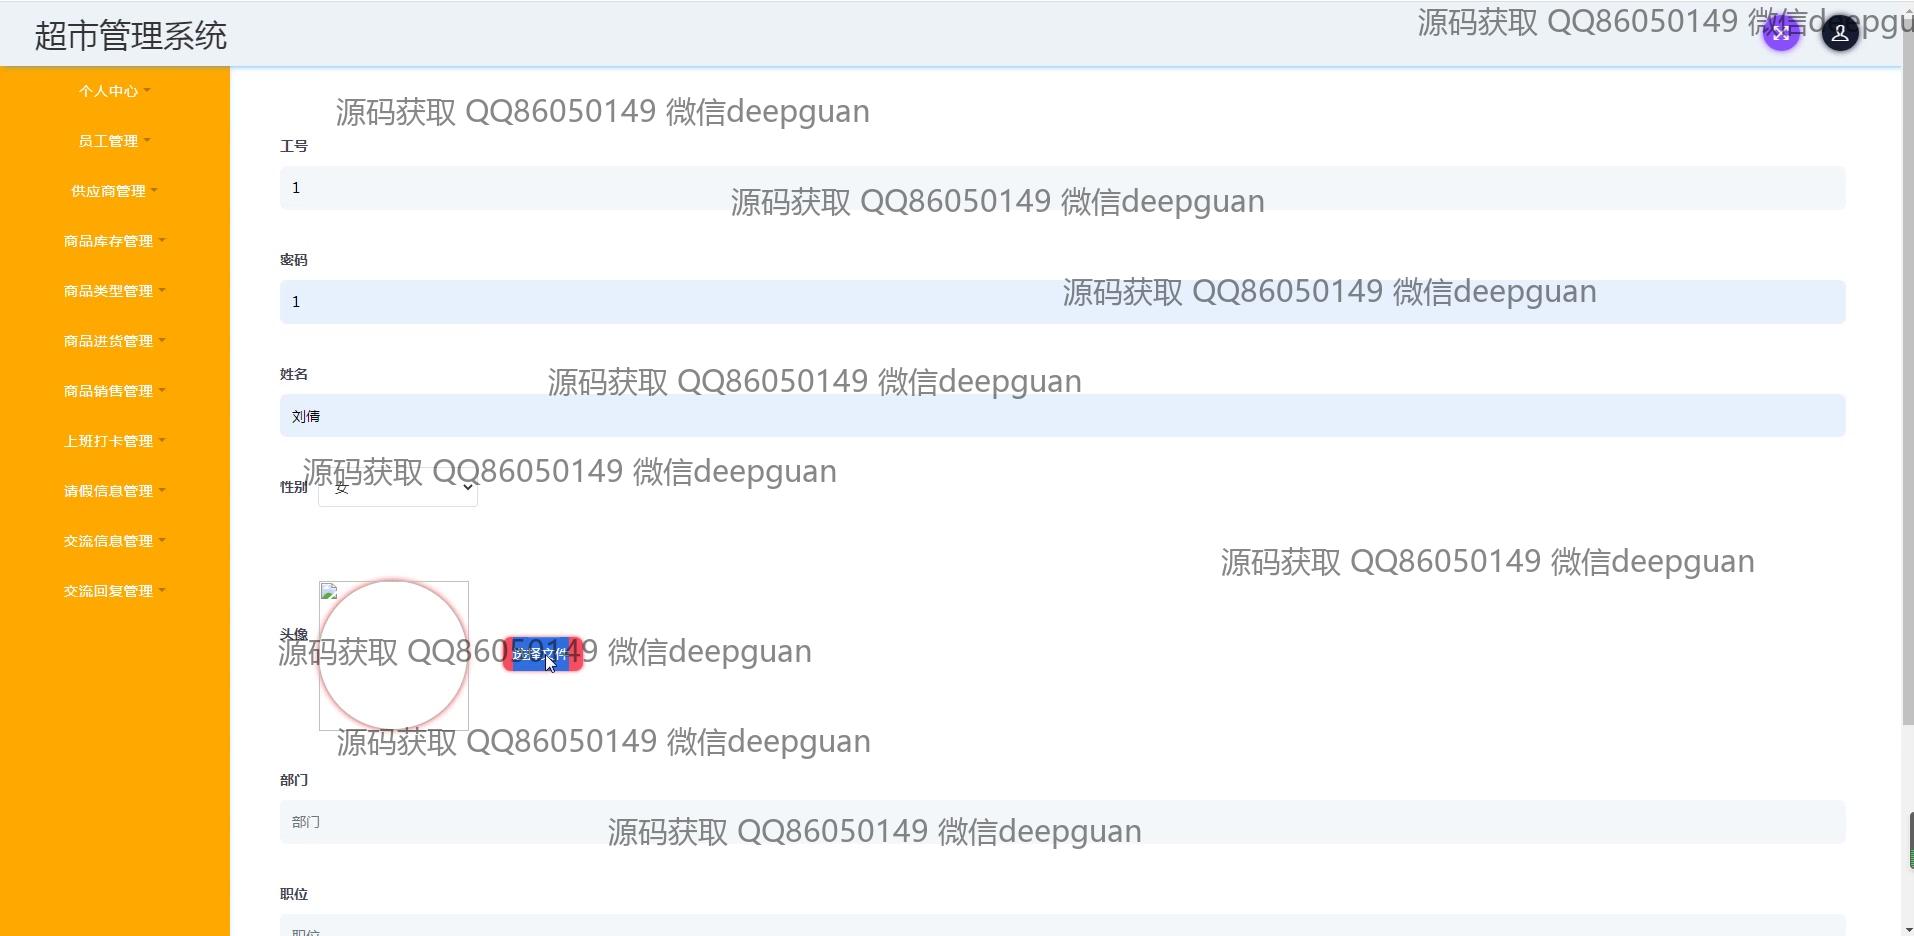 超市管理系统
源码获取 QQ86050149 微信deepgu
个人中心
员工管理
供应商管理
商品库存管理
商品类型管理
商品进货管理
商品销售管理
上班打卡管理
请假信息管理
交流信息管理
交流回复管理
源码获取 QQ86050149 微信deepguan
工号
1
源码获取 QQ86050149 微信deepguan
密码
1
源码获取 QQ86050149 微信deepguan
姓名
源码获取 QQ86050149 微信deepguan
刘倩
源码获取 QQ86050149 微信deepguan
性别
女
源码获取 QQ86050149 微信deepguan
头像
选择文件
源码获取 QQ86050149 微信deepguan
源码获取 QQ86050149 微信deepguan
部门
部门
源码获取 QQ86050149 微信deepguan
职位
职位